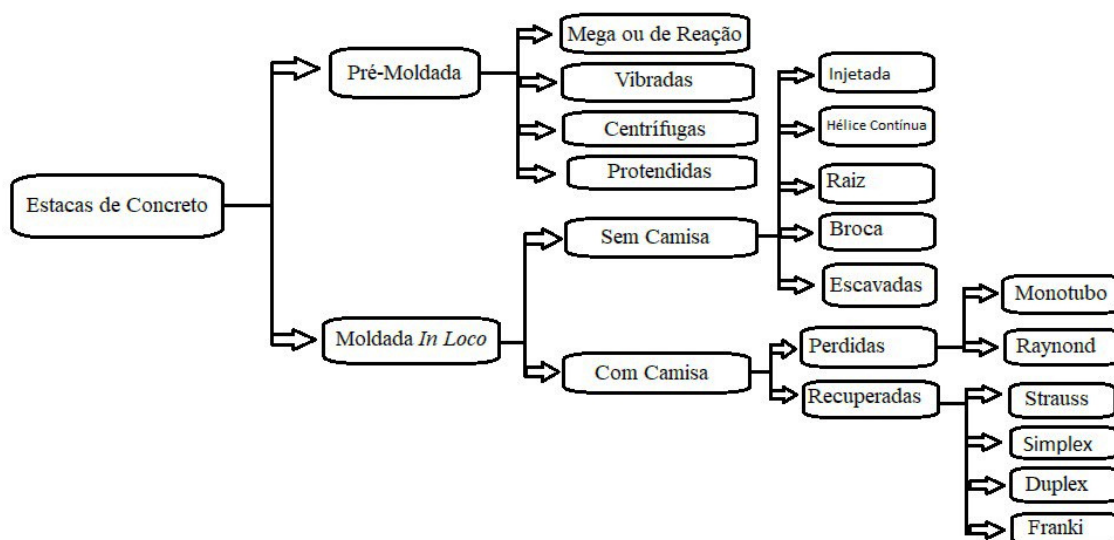 Estacas de Concreto
Pré-Moldada
Mega ou de Reação
Vibradas
Centrífugas
Protendidas
Moldada In Loco
Sem Camisa
Injetada
Hélice Contínua
Raiz
Broca
Escavadas
Com Camisa
Perdidas
Monotubo
Raynond
Recuperadas
Strauss
Simplex
Duplex
Franki